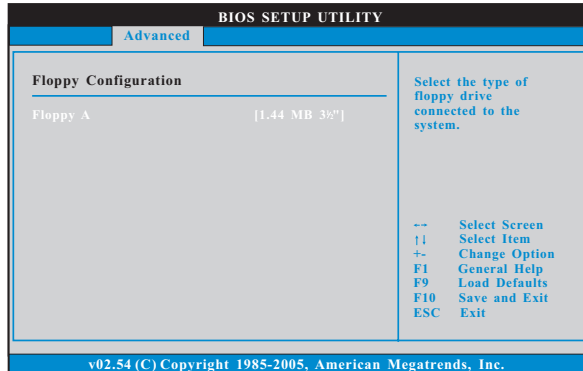 BIOS SETUP UTILITY
Advanced
Floppy Configuration
Floppy A [1.44 MB 3½"]
Select the type of
floppy drive
connected to the
system.
←→ Select Screen
↑↓ Select Item
+- Change Option
F1 General Help
F9 Load Defaults
F10 Save and Exit
ESC Exit
v02.54 (C) Copyright 1985-2005, American Megatrends, Inc.